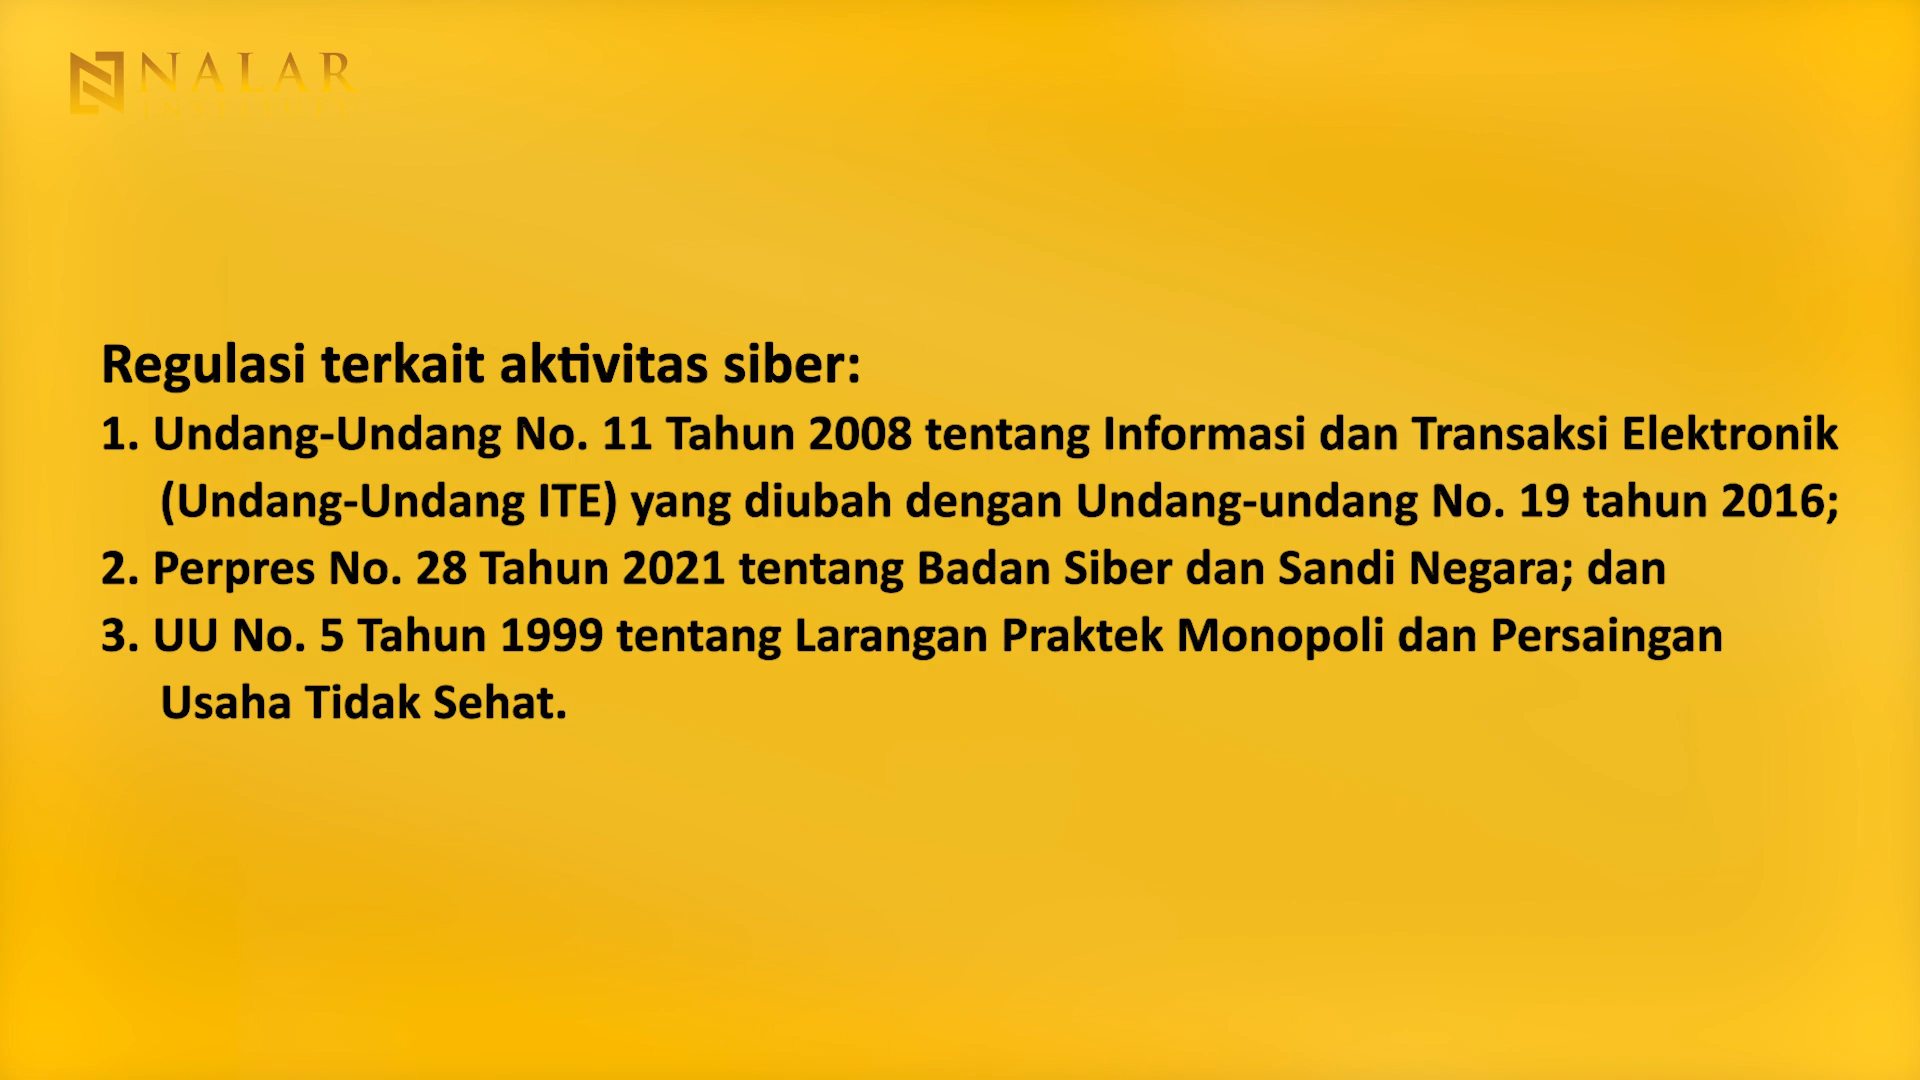 NALAR
INSTITUTE
Regulasi terkait aktivitas siber:
1. Undang-Undang No. 11 Tahun 2008 tentang Informasi dan Transaksi Elektronik
(Undang-Undang ITE) yang diubah dengan Undang-undang No. 19 tahun 2016;
2. Perpres No. 28 Tahun 2021 tentang Badan Siber dan Sandi Negara; dan
3. UU No. 5 Tahun 1999 tentang Larangan Praktek Monopoli dan Persaingan
Usaha Tidak Sehat.